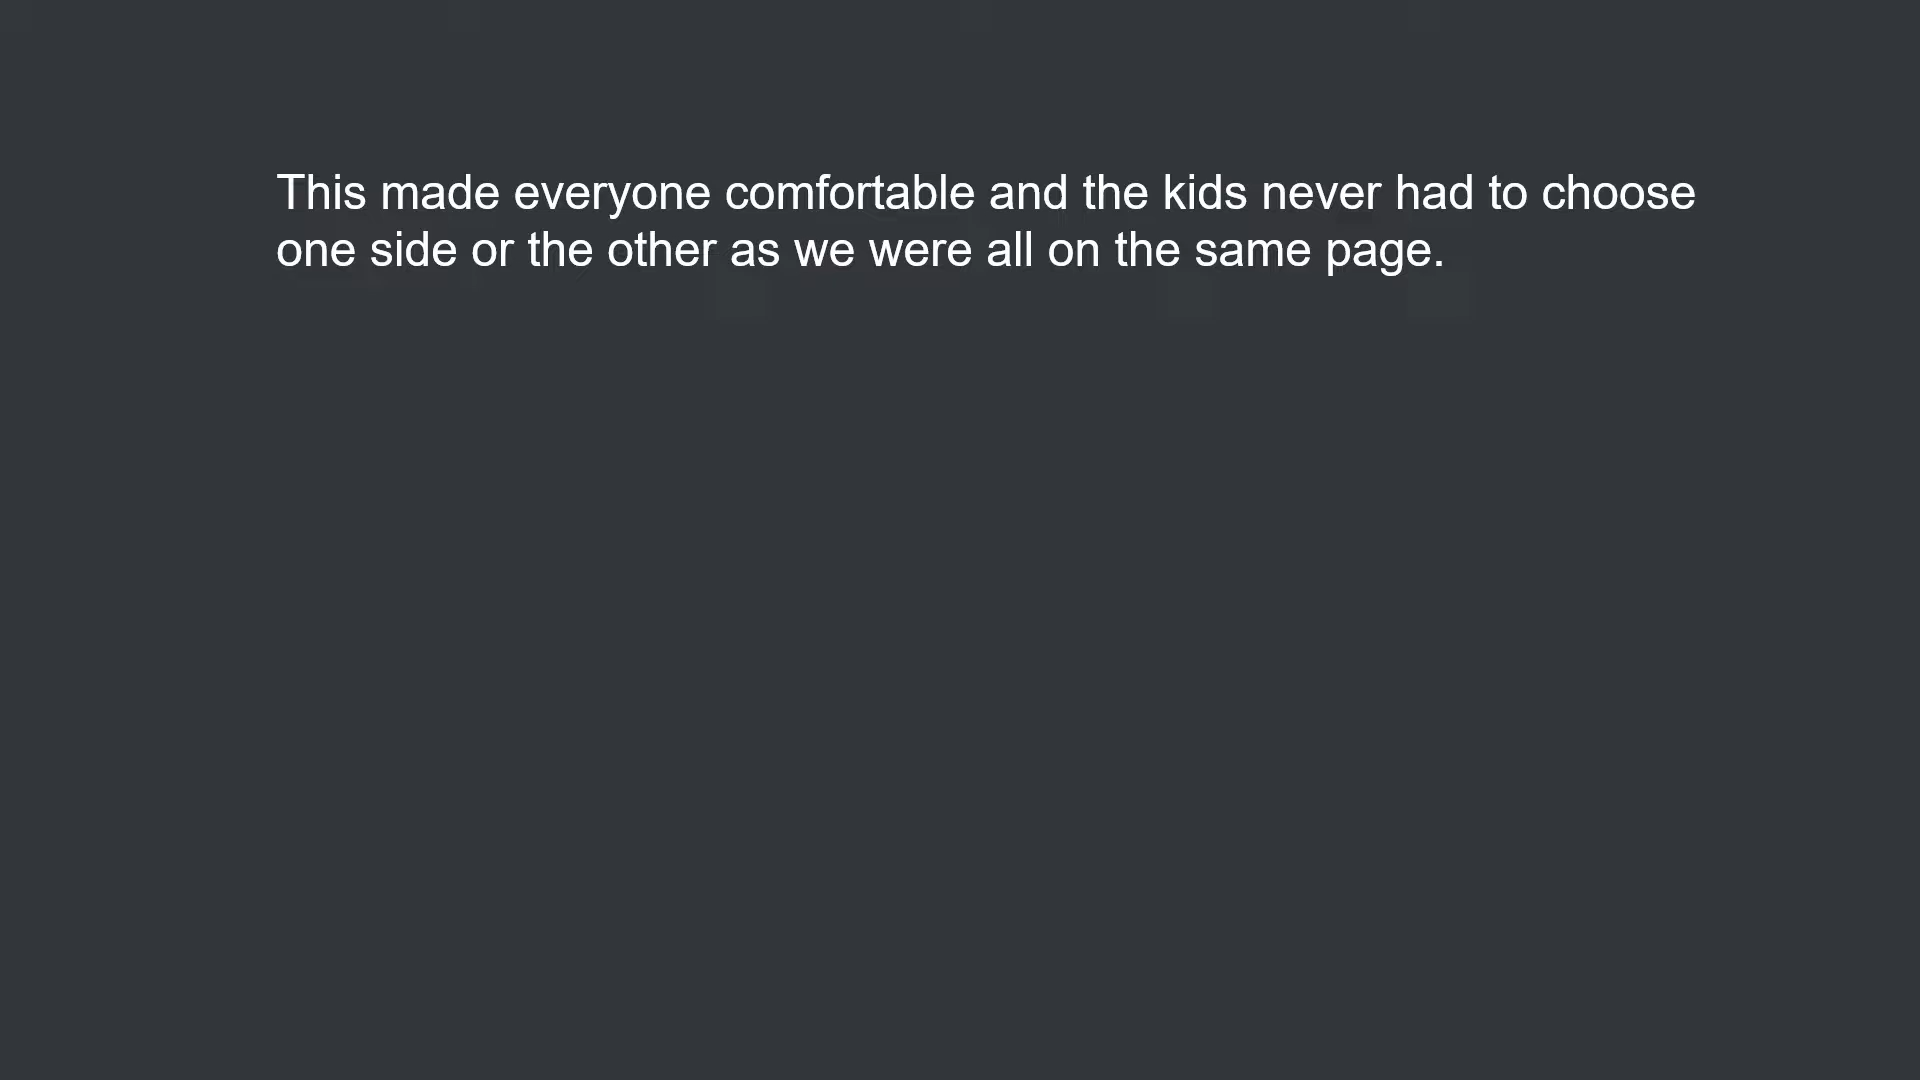 This made everyone comfortable and the kids never had to choose
one side or the other as we were all on the same page.